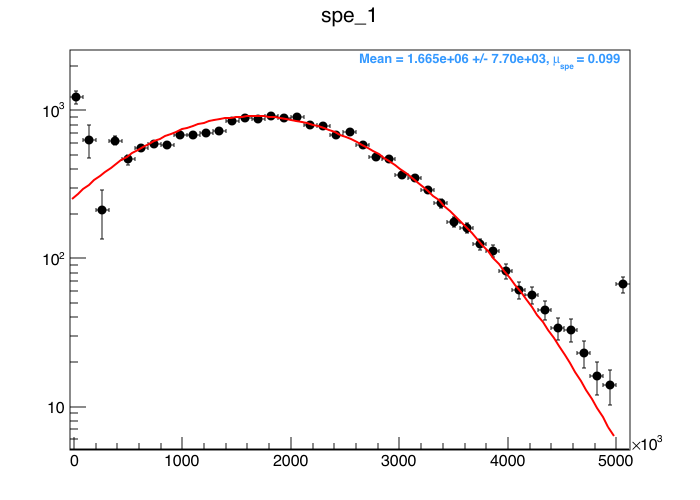 spe_1
Mean = 1.665e+06 +/- 7.70e+03, μspe = 0.099
10³
10²
10
0 1000 2000 3000 4000 5000
×10³